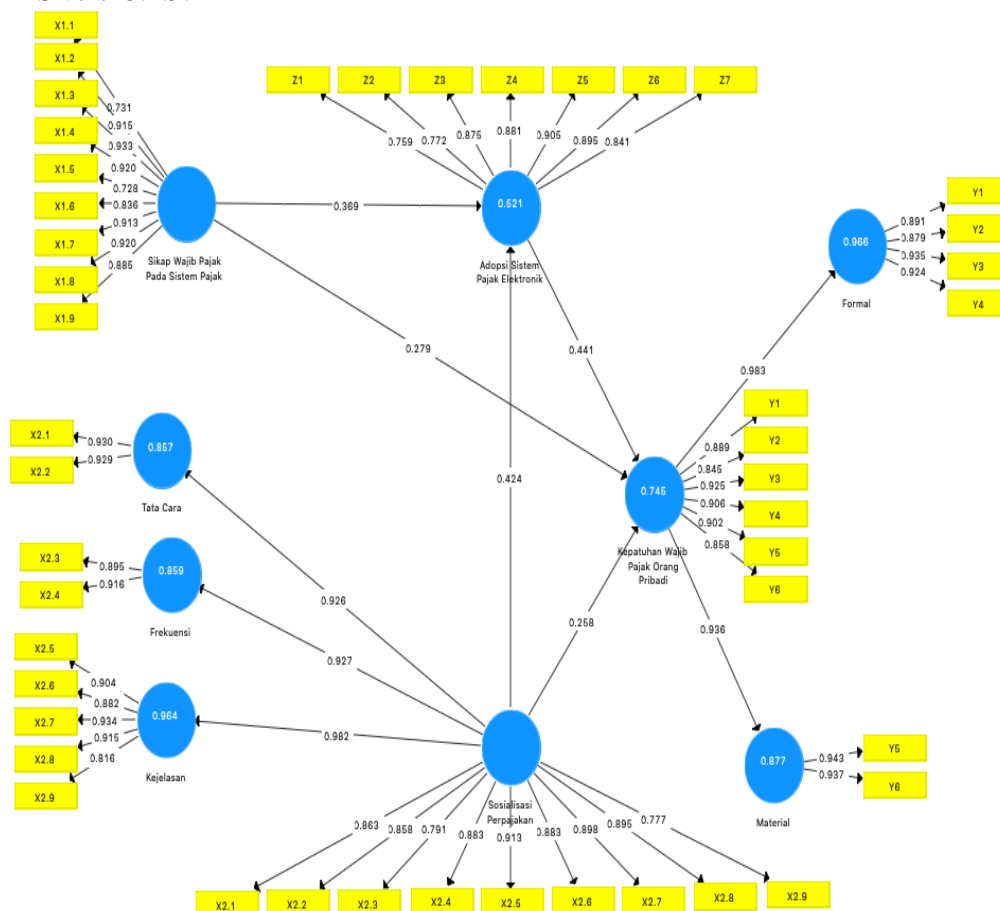 X1.1
X1.2
X1.3
X1.4
X1.5
X1.6
X1.7
X1.8
X1.9
0.731
0.915
0.933
0.920
0.728
0.836
0.913
0.920
0.885
Sikap Wajib Pajak
Pada Sistem Pajak
Z1
Z2
Z3
Z4
Z5
Z6
Z7
0.759
0.772
0.875
0.881
0.905
0.895
0.841
0.521
Adopsi Sistem
Pajak Elektronik
0.369
0.279
0.424
0.441
0.966
Formal
0.891
0.879
0.935
0.924
Y1
Y2
Y3
Y4
0.983
0.745
Kepatuhan Wajib
Pajak Orang
Pribadi
0.889
0.845
0.925
0.906
0.902
0.858
Y1
Y2
Y3
Y4
Y5
Y6
X2.1
X2.2
0.930
0.929
0.857
Tata Cara
X2.3
X2.4
0.895
0.916
0.859
Frekuensi
X2.5
X2.6
X2.7
X2.8
X2.9
0.904
0.882
0.934
0.915
0.816
0.964
Kejelasan
0.926
0.927
0.982
0.258
0.936
0.877
Material
0.943
0.937
Y5
Y6
Sosialisasi
Perpajakan
0.863
0.858
0.791
0.883
0.913
0.883
0.898
0.895
0.777
X2.1
X2.2
X2.3
X2.4
X2.5
X2.6
X2.7
X2.8
X2.9